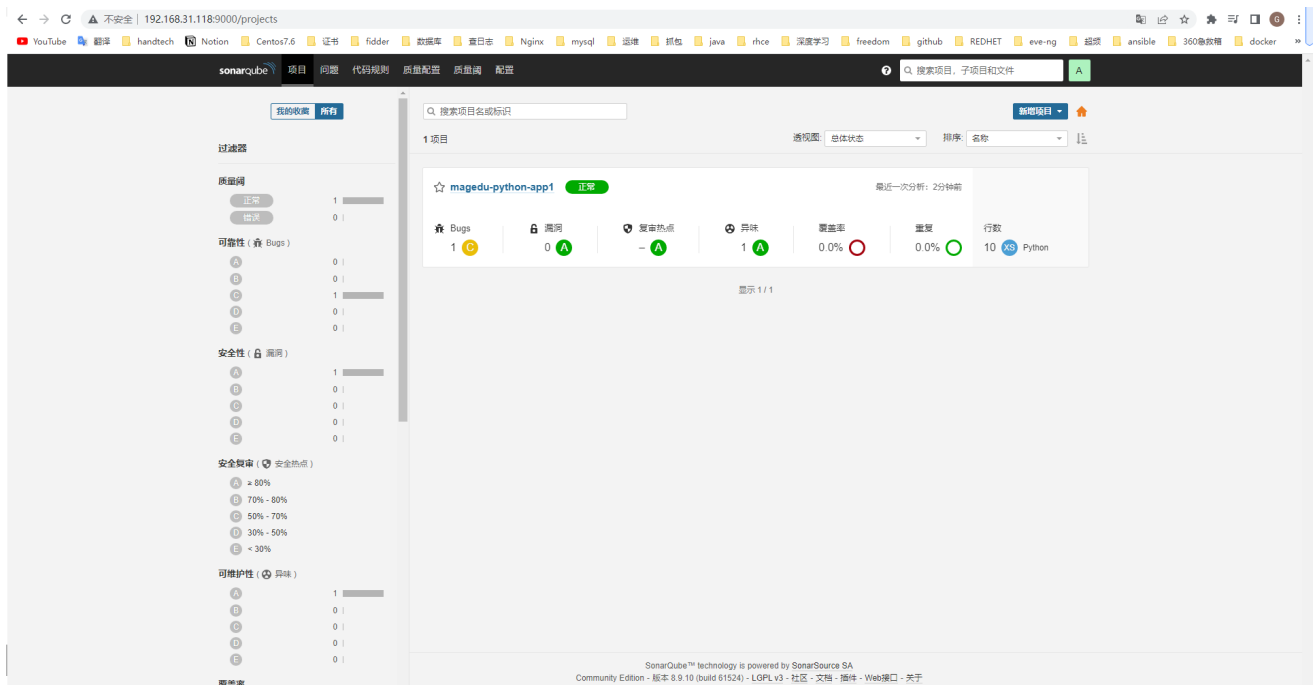 不安全 192.168.31.118:9000/projects
G
YouTube 翻译 handtech Notion Centos7.6 证书 fidder 数据库 查日志 Nginx mysql 运维 抓包 java rhce 深度学习 freedom github REDHET eve-ng 超频 ansible 360急救箱 docker »
sonarqube 项目 问题 代码规则 质量配置 质量阈 配置 搜索项目、子项目和文件 A
我的收藏 所有
搜索项目名或标识
新增项目
1 项目
透视图: 总体状态 排序: 名称
过滤器
质量阈
正常 1
错误 0
可靠性 ( Bugs )
A 0
B 0
C 1
D 0
E 0
安全性 ( 漏洞 )
A 1
B 0
C 0
D 0
E 0
安全复审 ( 安全热点 )
A ≥ 80%
B 70% - 80%
C 50% - 70%
D 30% - 50%
E < 30%
可维护性 ( 异味 )
A 1
B 0
C 0
D 0
E 0
覆盖率
magedu-python-app1 正常 最近一次分析: 2分钟前
Bugs 漏洞 复审热点 异味 覆盖率 重复 行数
1 C 0 A – A 1 A 0.0% 0.0% 10 XS Python
显示 1 / 1
SonarQube™ technology is powered by SonarSource SA
Community Edition - 版本 8.9.10 (build 61524) - LGPL v3 - 社区 - 文档 - 插件 - Web接口 - 关于